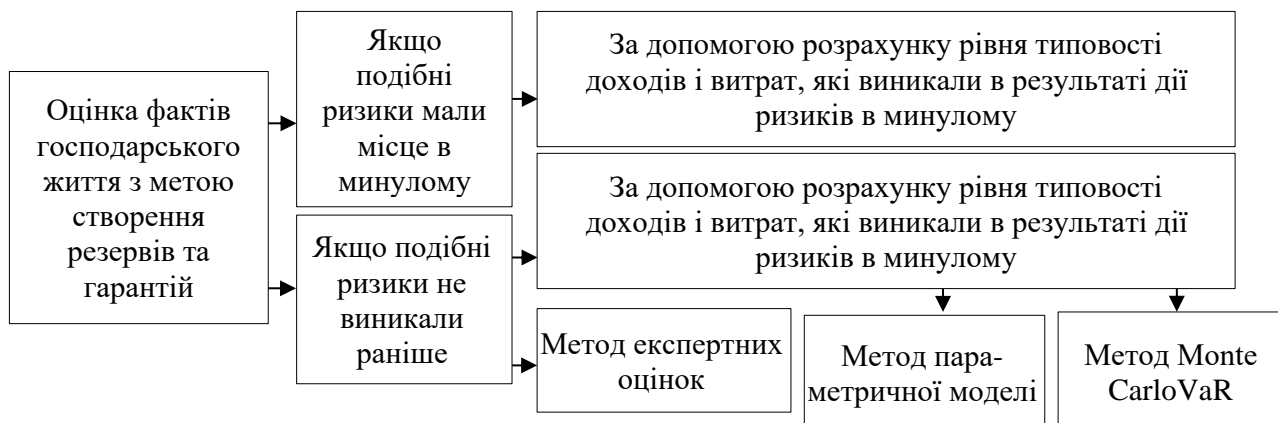 Оцінка фактів
господарського
життя з метою
створення
резервів та
гарантій
Якщо
подібні
ризики мали
місце в
минулому
За допомогою розрахунку рівня типовості
доходів і витрат, які виникали в результаті дії
ризиків в минулому
Якщо подібні
ризики не
виникали
раніше
За допомогою розрахунку рівня типовості
доходів і витрат, які виникали в результаті дії
ризиків в минулому
Метод експертних
оцінок
Метод пара-
метричної моделі
Метод Monte
CarloVaR